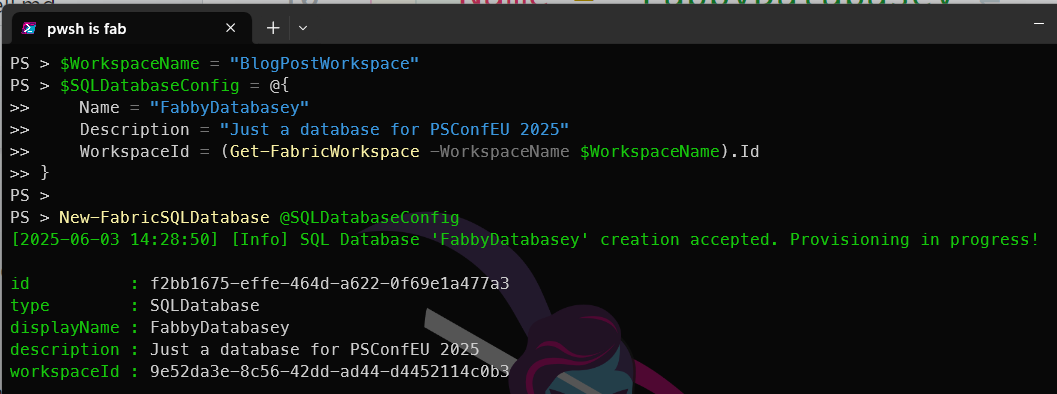 pwsh is fab
PS > $WorkspaceName = "BlogPostWorkspace"
PS > $SQLDatabaseConfig = @{
>>     Name = "FabbyDatabasey"
>>     Description = "Just a database for PSConfEU 2025"
>>     WorkspaceId = (Get-FabricWorkspace -WorkspaceName $WorkspaceName).Id
>> }
PS >
PS > New-FabricSQLDatabase @SQLDatabaseConfig
[2025-06-03 14:28:50] [Info] SQL Database 'FabbyDatabasey' creation accepted. Provisioning in progress!
id          : f2bb1675-effe-464d-a622-0f69e1a477a3
type        : SQLDatabase
displayName : FabbyDatabasey
description : Just a database for PSConfEU 2025
workspaceId : 9e52da3e-8c56-42dd-ad44-d4452114c0b3